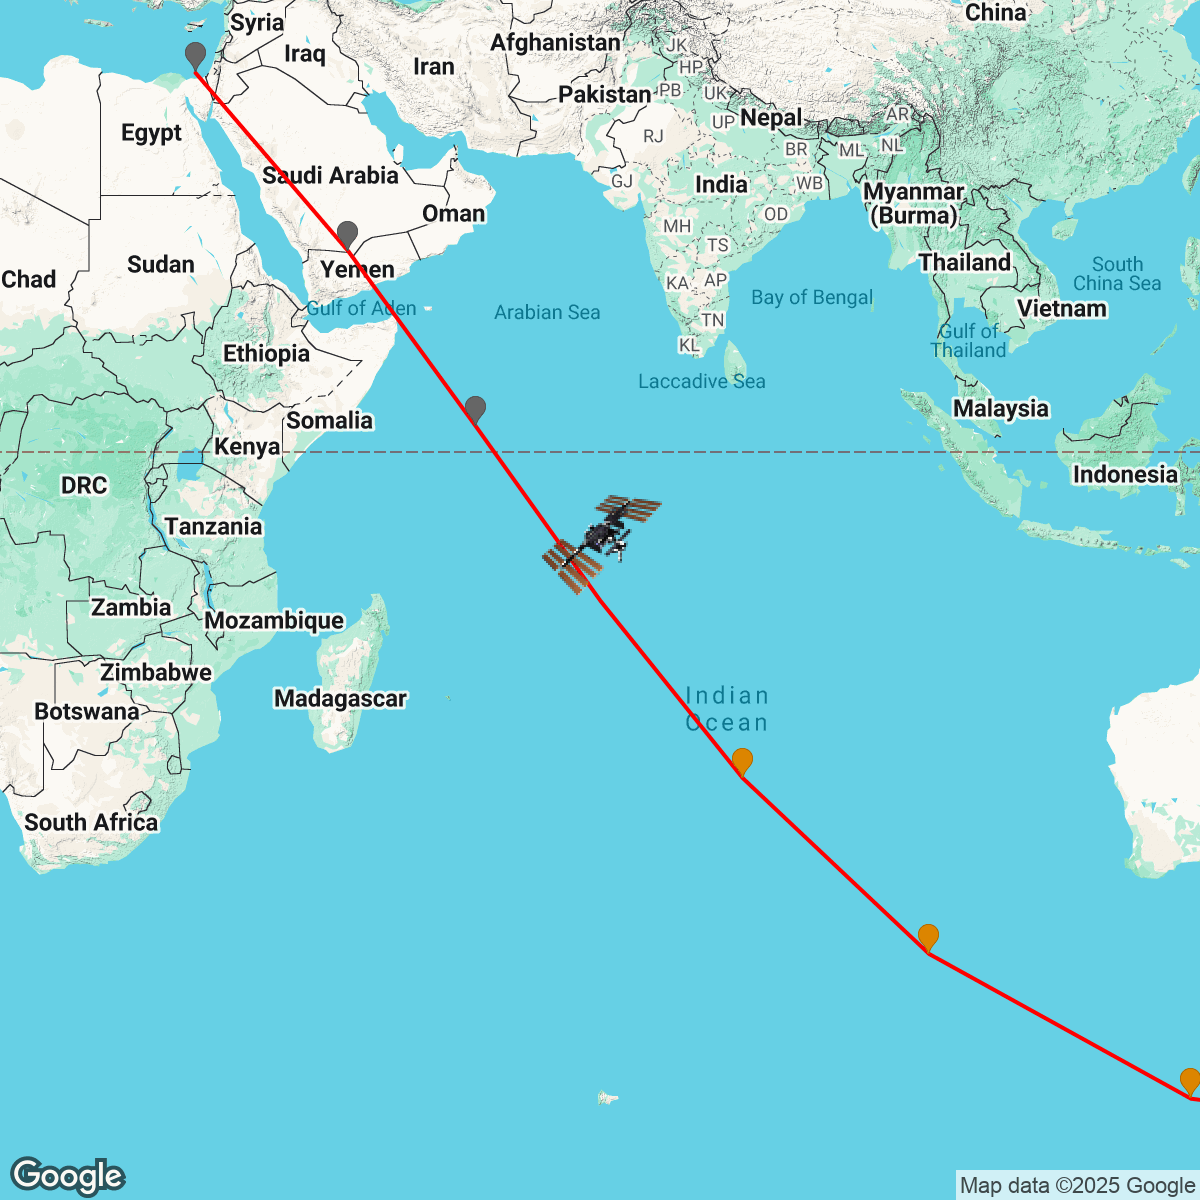 Syria
China
Iraq
Afghanistan
JK
Iran
HP
Pakistan
PB
UK
Egypt
UP
Nepal
AR
RJ
BR
ML
NL
Saudi Arabia
GJ
India
WB
Myanmar
(Burma)
Oman
MH
OD
TS
Chad
Sudan
Yemen
Thailand
South
China Sea
KA
AP
Gulf of Aden
Arabian Sea
Bay of Bengal
Vietnam
TN
Gulf of
Thailand
Ethiopia
KL
Laccadive Sea
Somalia
Malaysia
Kenya
DRC
Indonesia
Tanzania
Zambia
Mozambique
Zimbabwe
Madagascar
Indian
Ocean
Botswana
South Africa
Google
Map data ©2025 Google